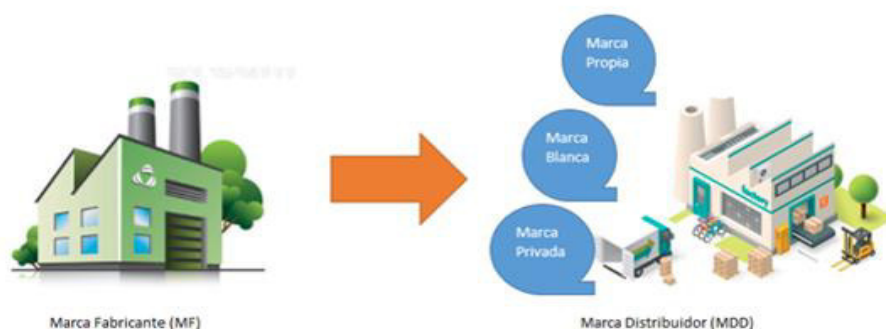 Marca
Propia
Marca
Blanca
Marca
Privada
Marca Fabricante (MF)
Marca Distribuidor (MDD)